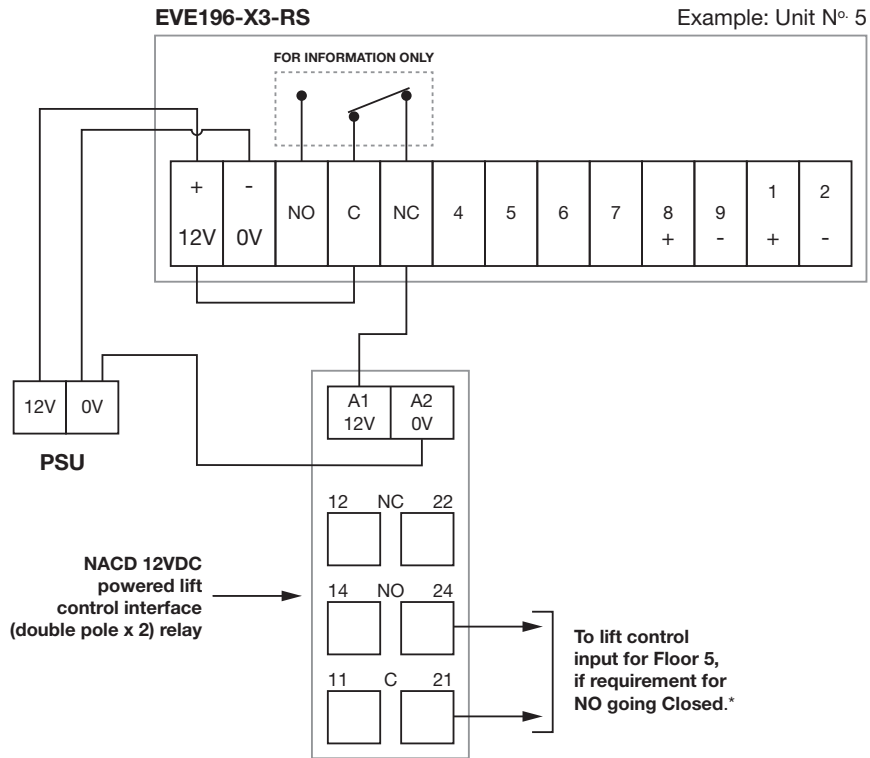 EVE196-X3-RS
Example: Unit No. 5
FOR INFORMATION ONLY
+ - 1 2
NO C NC 4 5 6 7 8 9
12V 0V + - + -
12V 0V
PSU
A1 A2
12V 0V
12 NC 22
NACD 12VDC
powered lift
control interface
(double pole x 2) relay
14 NO 24
11 C 21
To lift control
input for Floor 5,
if requirement for
NO going Closed.*